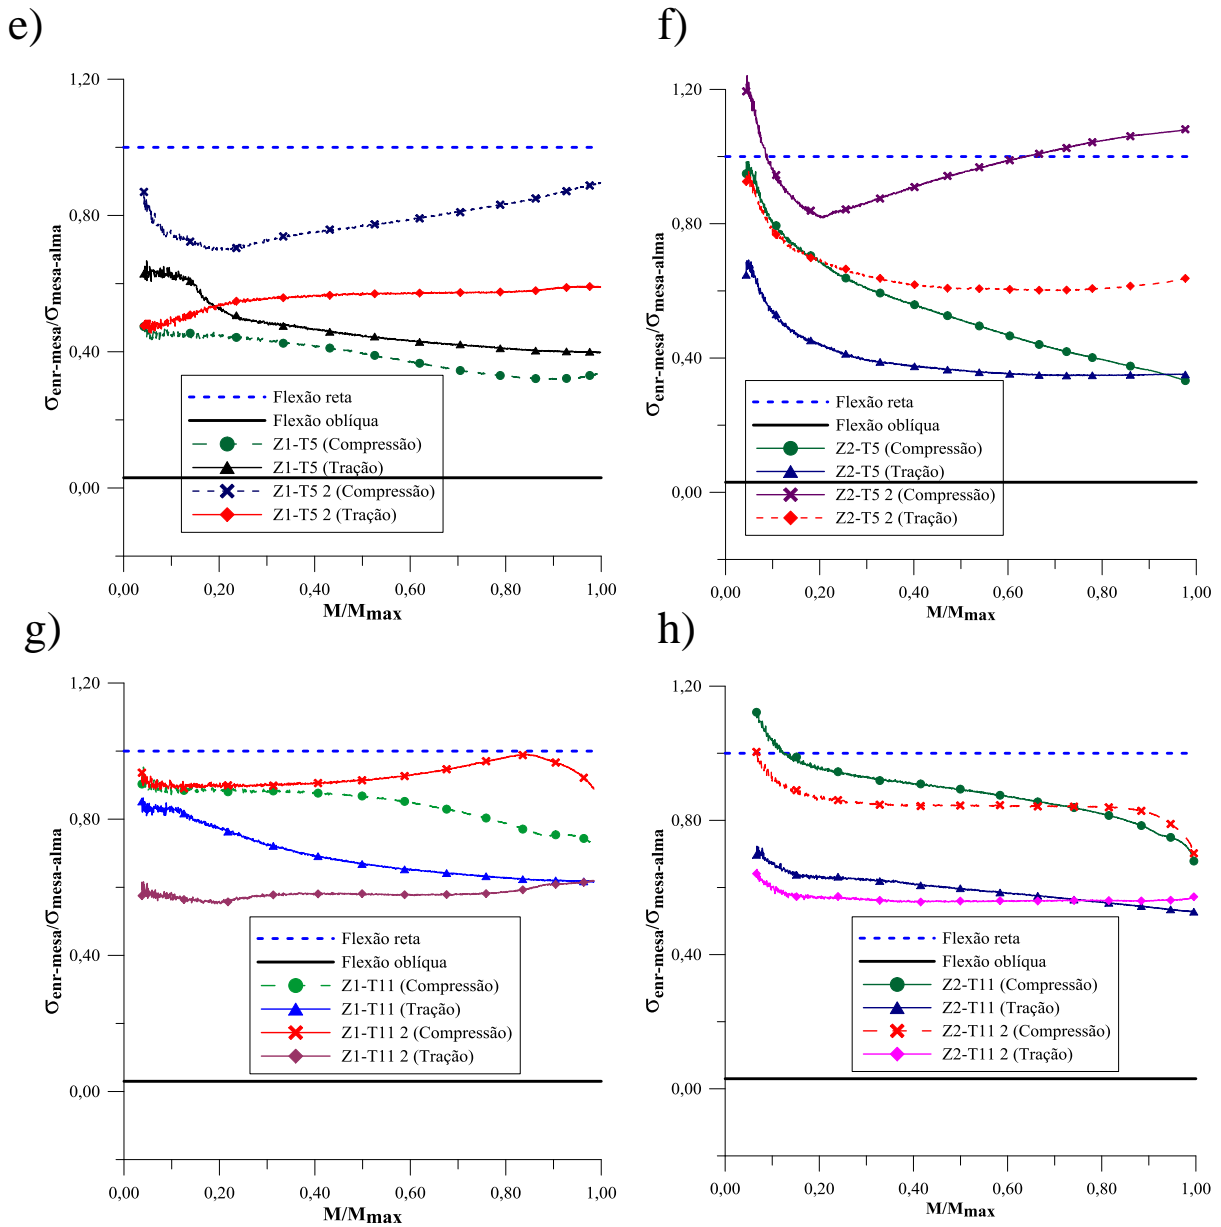 e)
1,20
0,80
0,40
0,00
σenr-mesa/σmesa-alma
Flexão reta
Flexão oblíqua
Z1-T5 (Compressão)
Z1-T5 (Tração)
Z1-T5 2 (Compressão)
Z1-T5 2 (Tração)
0,00 0,20 0,40 0,60 0,80 1,00
M/Mmax
f)
1,20
0,80
0,40
0,00
σenr-mesa/σmesa-alma
Flexão reta
Flexão oblíqua
Z2-T5 (Compressão)
Z2-T5 (Tração)
Z2-T5 2 (Compressão)
Z2-T5 2 (Tração)
0,00 0,20 0,40 0,60 0,80 1,00
M/Mmax
g)
1,20
0,80
0,40
0,00
σenr-mesa/σmesa-alma
Flexão reta
Flexão oblíqua
Z1-T11 (Compressão)
Z1-T11 (Tração)
Z1-T11 2 (Compressão)
Z1-T11 2 (Tração)
0,00 0,20 0,40 0,60 0,80 1,00
M/Mmax
h)
1,20
0,80
0,40
0,00
σenr-mesa/σmesa-alma
Flexão reta
Flexão oblíqua
Z2-T11 (Compressão)
Z2-T11 (Tração)
Z2-T11 2 (Compressão)
Z2-T11 2 (Tração)
0,00 0,20 0,40 0,60 0,80 1,00
M/Mmax